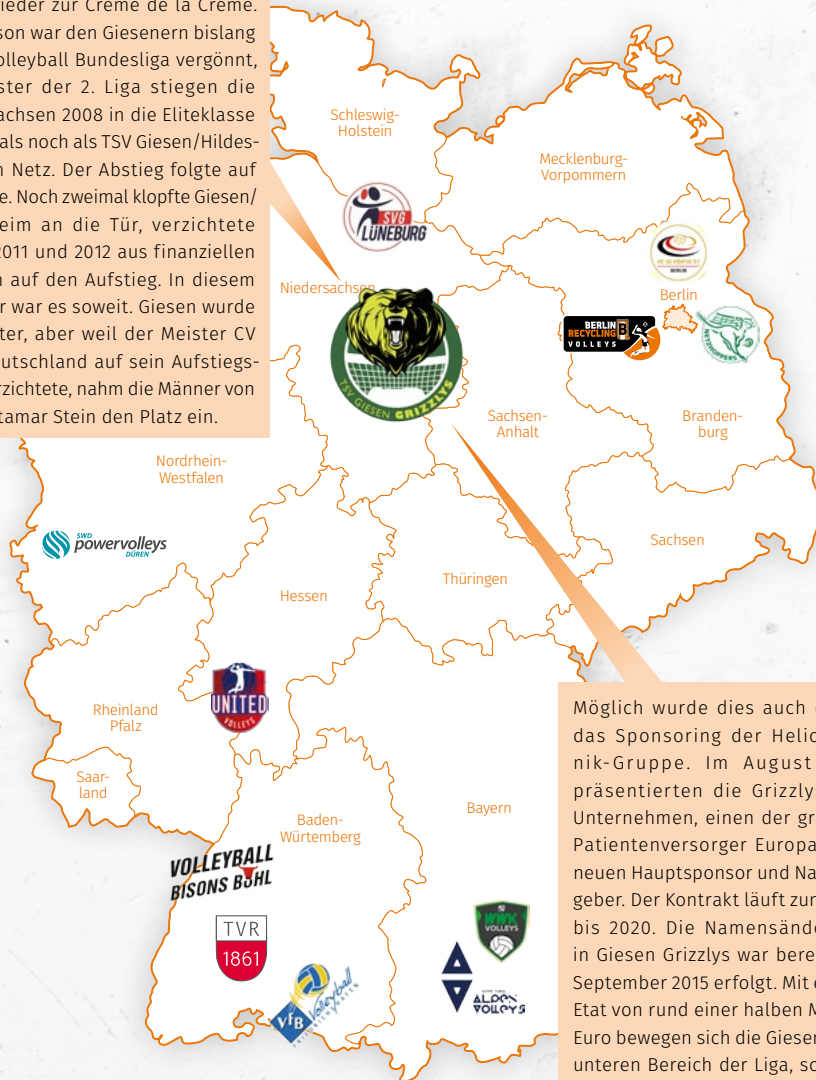 ieder zur Crème de la Crème.
son war den Giesenern bislang
olleyball Bundesliga vergönnt,
ster der 2. Liga stiegen die
achsen 2008 in die Eliteklasse
als noch als TSV Giesen/Hildes-
n Netz. Der Abstieg folgte auf
e. Noch zweimal klopfte Giesen/
eim an die Tür, verzichtete
2011 und 2012 aus finanziellen
n auf den Aufstieg. In diesem
r war es soweit. Giesen wurde
ter, aber weil der Meister CV
eutschland auf sein Aufstiegs-
rzichtete, nahm die Männer von
tamar Stein den Platz ein.
Schleswig-
Holstein
Mecklenburg-
Vorpommern
SVG
LÜNEBURG
BERLIN
Niedersachsen
Berlin
BERLIN
RECYCLING
VOLLEYS
TSV GIESEN GRIZZLYS
Sachsen-
Anhalt
Branden-
burg
Nordrhein-
Westfalen
SWD
powervolleys
DÜREN
Sachsen
Thüringen
Hessen
UNITED
VOLLEYS
Rheinland
Pfalz
Saar-
land
Baden-
Würtemberg
Bayern
VOLLEYBALL
BISONS BÜHL
TVR
1861
WWK
VOLLEYS
ALPEN
VOLLEYS
VfB Volleyball
Möglich wurde dies auch
das Sponsoring der Helio
nik-Gruppe. Im August
präsentierten die Grizzlys
Unternehmen, einen der gr
Patientenversorger Europa
neuen Hauptsponsor und Na
geber. Der Kontrakt läuft zur
bis 2020. Die Namensände
in Giesen Grizzlys war bere
September 2015 erfolgt. Mit e
Etat von rund einer halben M
Euro bewegen sich die Giesen
unteren Bereich der Liga, so